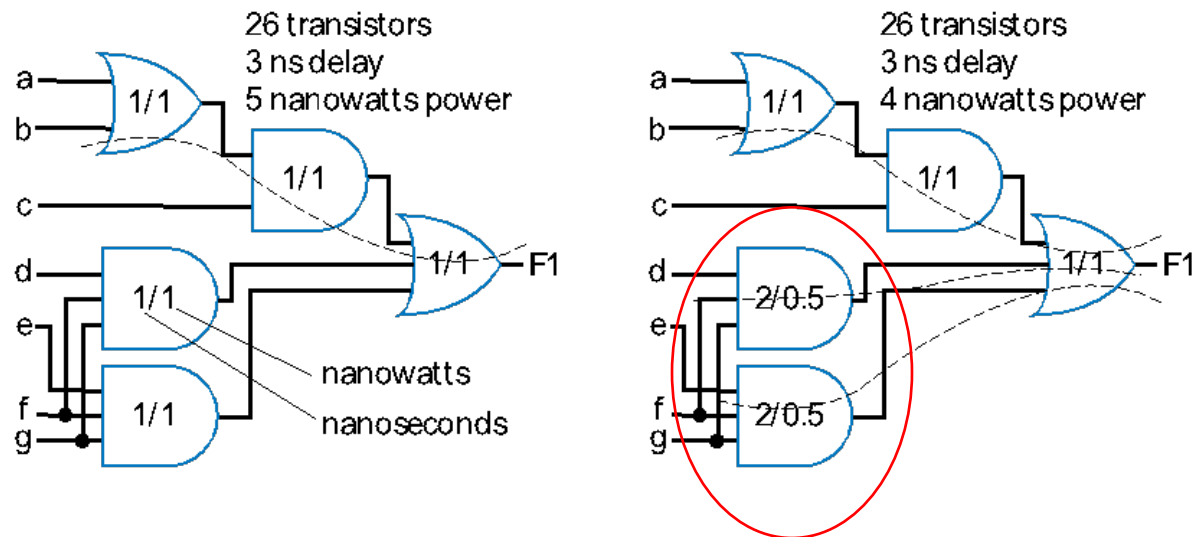 26 transistors
3 ns delay
5 nanowatts power
a
b
c
d
e
f
g
1/1
1/1
1/1
1/1
1/1
F1
nanowatts
nanoseconds
26 transistors
3 ns delay
4 nanowatts power
a
b
c
d
e
f
g
1/1
1/1
1/1
2/0.5
2/0.5
F1